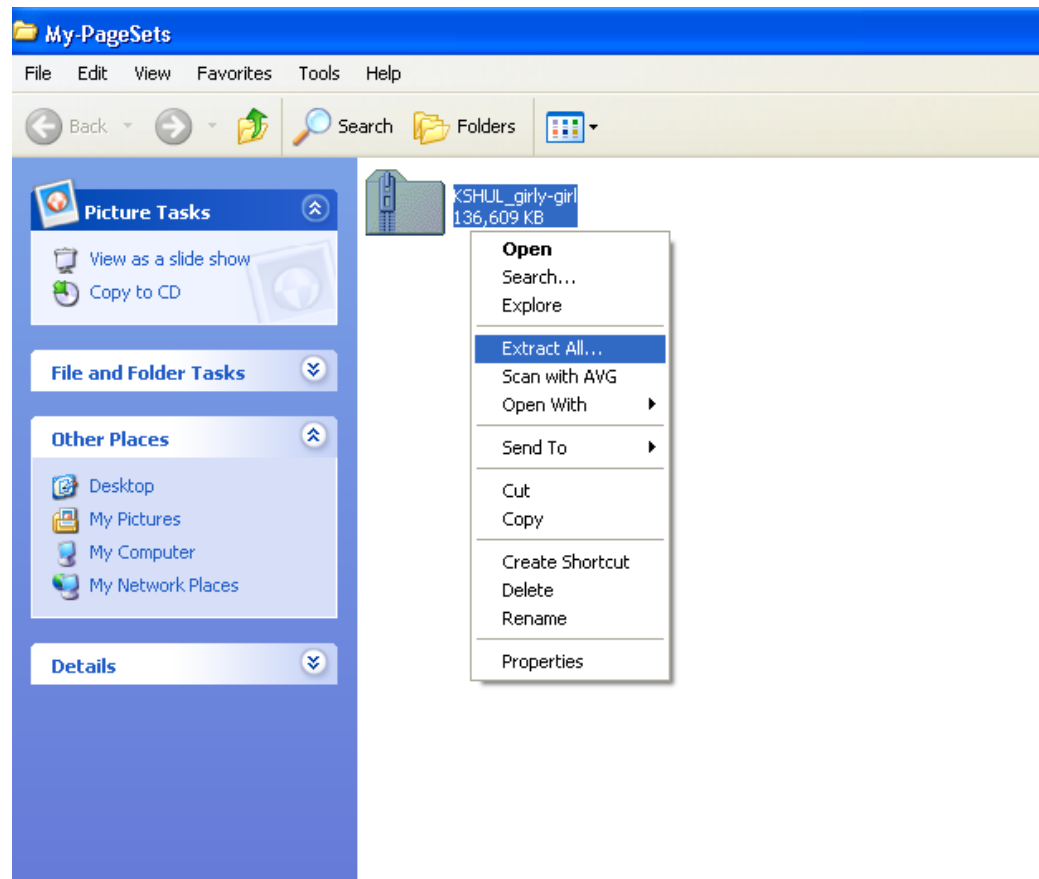 My-PageSets
File Edit View Favorites Tools Help
Back Search Folders
Picture Tasks
View as a slide show
Copy to CD
File and Folder Tasks
Other Places
Desktop
My Pictures
My Computer
My Network Places
Details
KSHUL_girly-girl
136,609 KB
Open
Search...
Explore
Extract All...
Scan with AVG
Open With
Send To
Cut
Copy
Create Shortcut
Delete
Rename
Properties